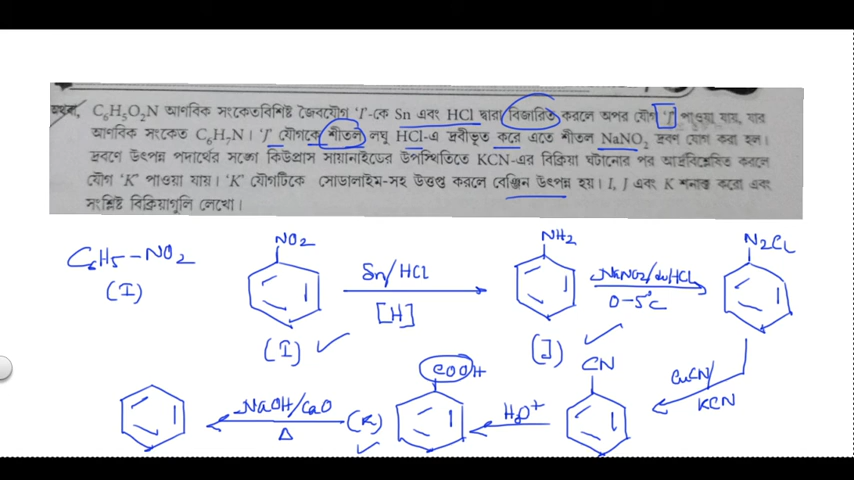 অথবা, C₆H₅O₂N আণবিক সংকেতবিশিষ্ট জৈবযৌগ 'I'-কে Sn এবং HCl দ্বারা বিজারিত করলে অপর যৌগ 'J' পাওয়া যায়, যার
আণবিক সংকেত C₆H₇N । 'J' যৌগকে শীতল লঘু HCl-এ দ্রবীভূত করে এতে শীতল NaNO₂ দ্রবণ যোগ করা হল।
দ্রবণে উৎপন্ন পদার্থের সঙ্গে কিউপ্রাস সায়ানাইডের উপস্থিতিতে KCN-এর বিক্রিয়া ঘটানোর পর আর্দ্রবিশ্লেষিত করলে
যৌগ 'K' পাওয়া যায়। 'K' যৌগটিকে সোডালাইম-সহ উত্তপ্ত করলে বেঞ্জিন উৎপন্ন হয়। I, J এবং K শনাক্ত করো এবং
সংশ্লিষ্ট বিক্রিয়াগুলি লেখো।
C₆H₅-NO₂
(I)
NO₂
(I)
Sn/HCl
[H]
NH₂
(J)
NaNO₂/dil HCl
0-5°C
N₂Cl
CuCN/
KCN
CN
H₃O⁺
COOH
(K)
NaOH/CaO
Δ